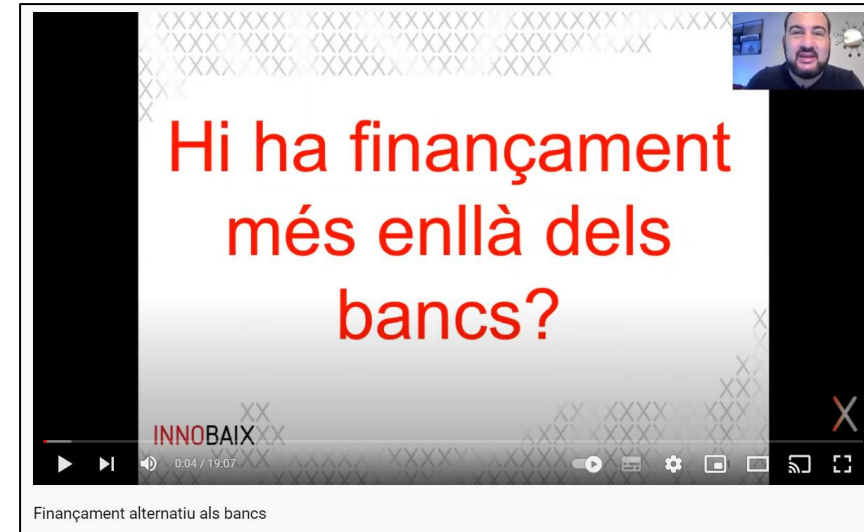 Hi ha finançament
més enllà dels
bancs?
INNOBAIX
0:04 / 19:07
Finançament alternatiu als bancs